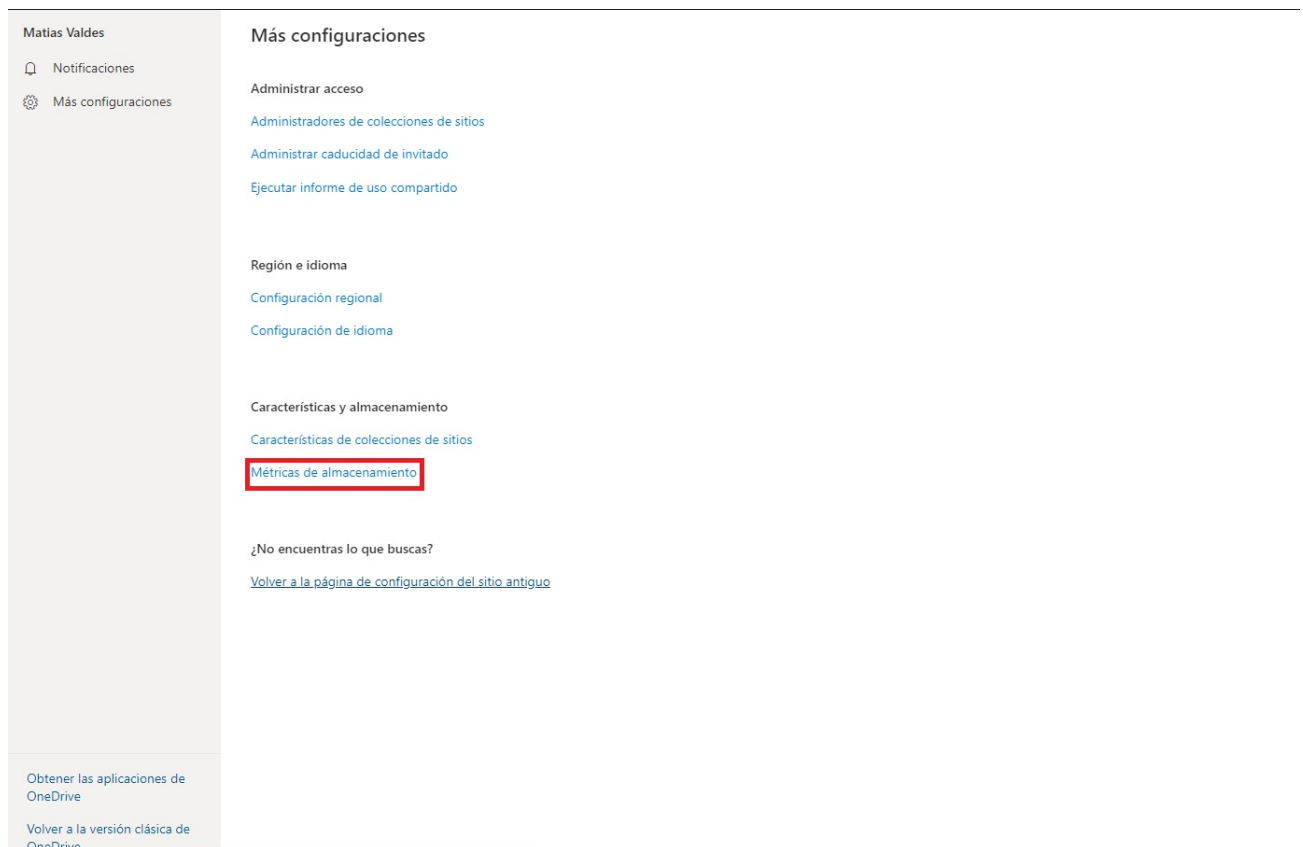 Matias Valdes
Notificaciones
Más configuraciones
Obtener las aplicaciones de
OneDrive
Volver a la versión clásica de
OneDrive
Más configuraciones
Administrar acceso
Administradores de colecciones de sitios
Administrar caducidad de invitado
Ejecutar informe de uso compartido
Región e idioma
Configuración regional
Configuración de idioma
Características y almacenamiento
Características de colecciones de sitios
Métricas de almacenamiento
¿No encuentras lo que buscas?
Volver a la página de configuración del sitio antiguo